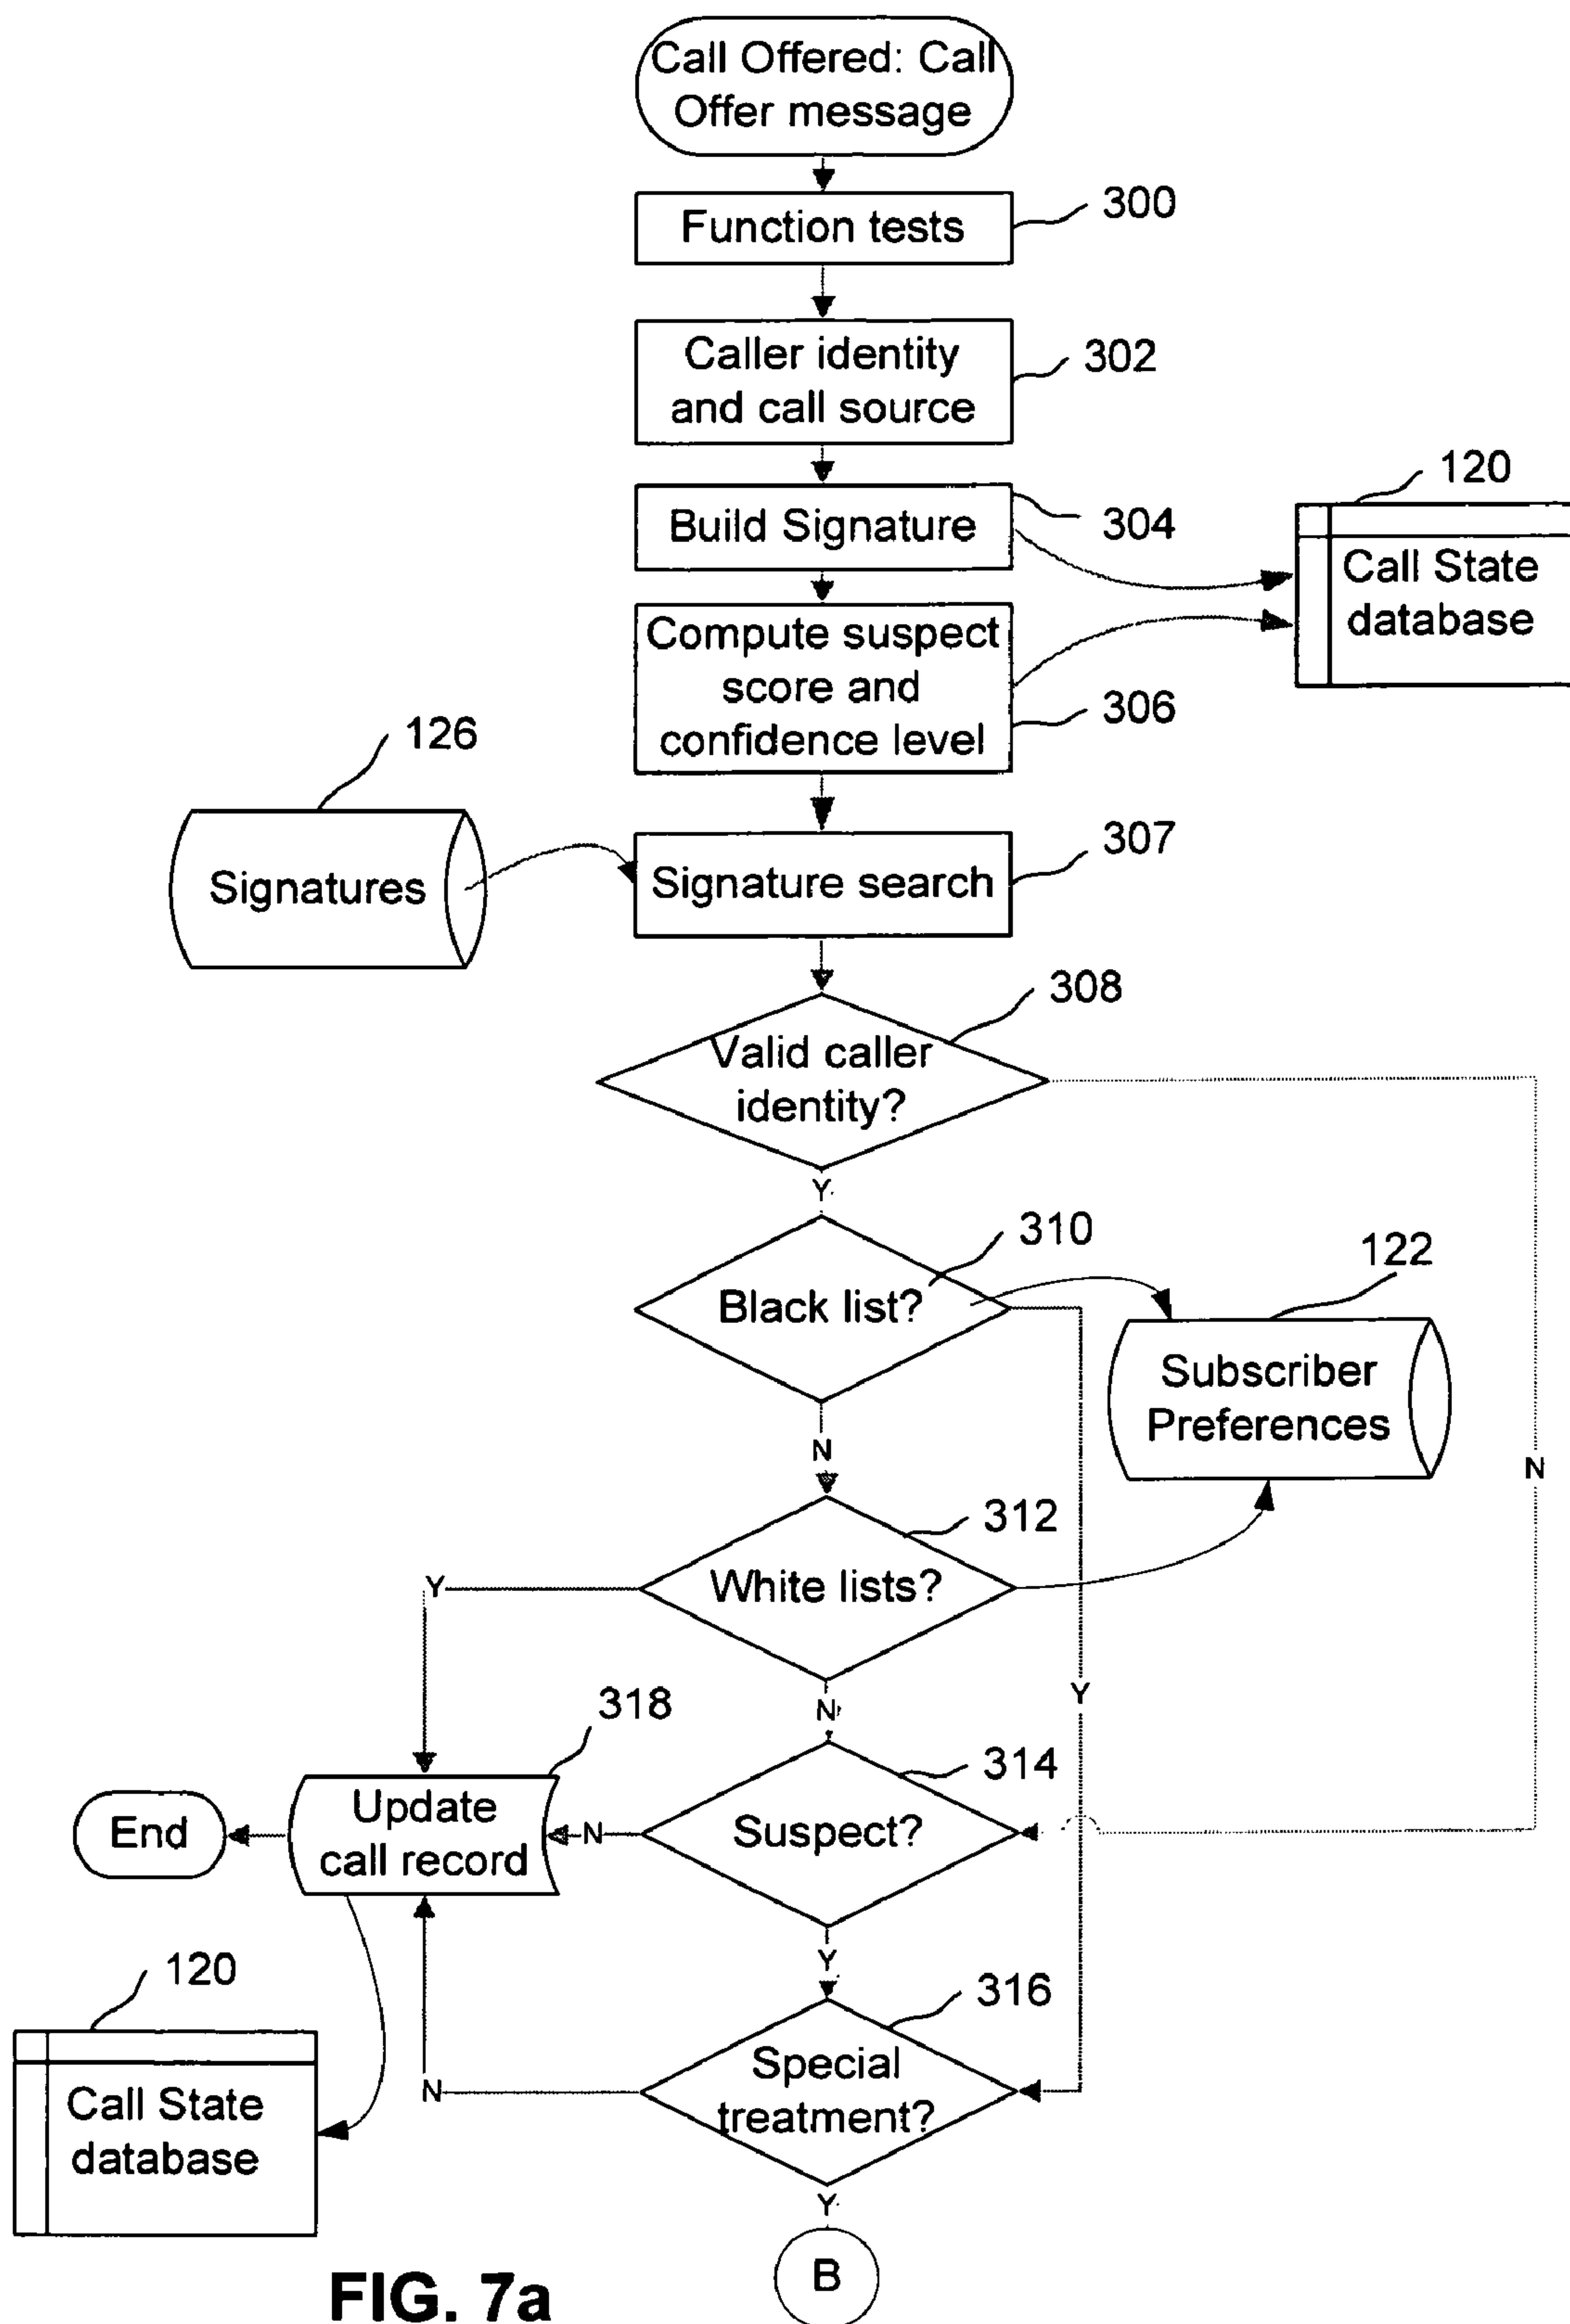 Call Offered: Call
Offer message
300
Function tests
302
Caller identity
and call source
120
304
Build Signature
Call State
database
Compute suspect
score and
confidence level
306
126
307
Signatures
Signature search
308
Valid caller
identity?
Y
310
122
Black list?
Subscriber
Preferences
N
N
312
White lists?
Y
Y
N
318
314
Update
call record
End
N
Suspect?
Y
120
316
Special
treatment?
N
Call State
database
Y
B
FIG. 7a